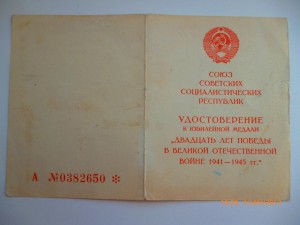 СОЮЗ
СОВЕТСКИХ
СОЦИАЛИСТИЧЕСКИХ
РЕСПУБЛИК
УДОСТОВЕРЕНИЕ
К ЮБИЛЕЙНОЙ МЕДАЛИ
„ДВАДЦАТЬ ЛЕТ ПОБЕДЫ
В ВЕЛИКОЙ ОТЕЧЕСТВЕННОЙ
ВОЙНЕ 1941—1945 гг."
А №0382650 *